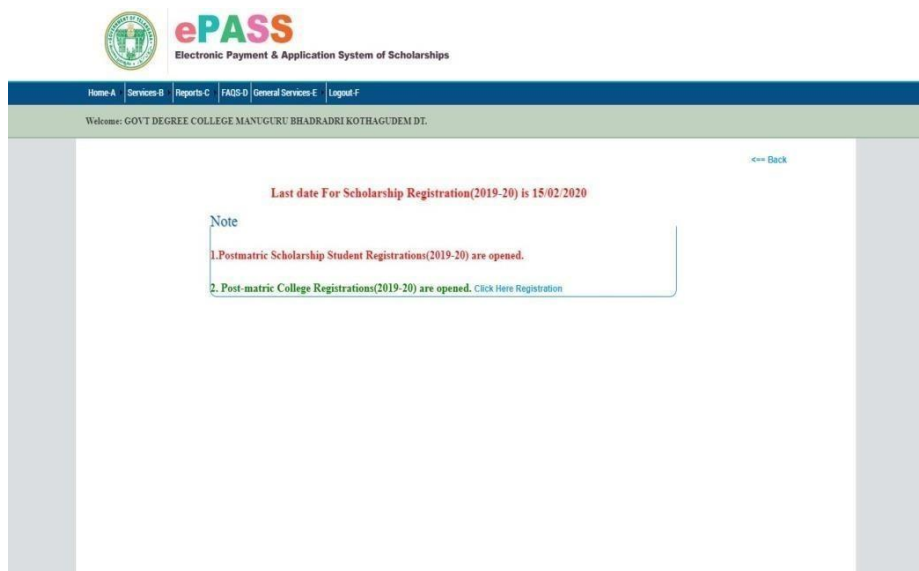 ePASS
Electronic Payment & Application System of Scholarships
Home-A Services-B Reports-C FAQS-D General Services-E Logout-F
Welcome: GOVT DEGREE COLLEGE MANUGURU BHADRADRI KOTHAGUDEM DT.
<== Back
Last date For Scholarship Registration(2019-20) is 15/02/2020
Note
1.Postmatric Scholarship Student Registrations(2019-20) are opened.
2. Post-matric College Registrations(2019-20) are opened. Click Here Registration